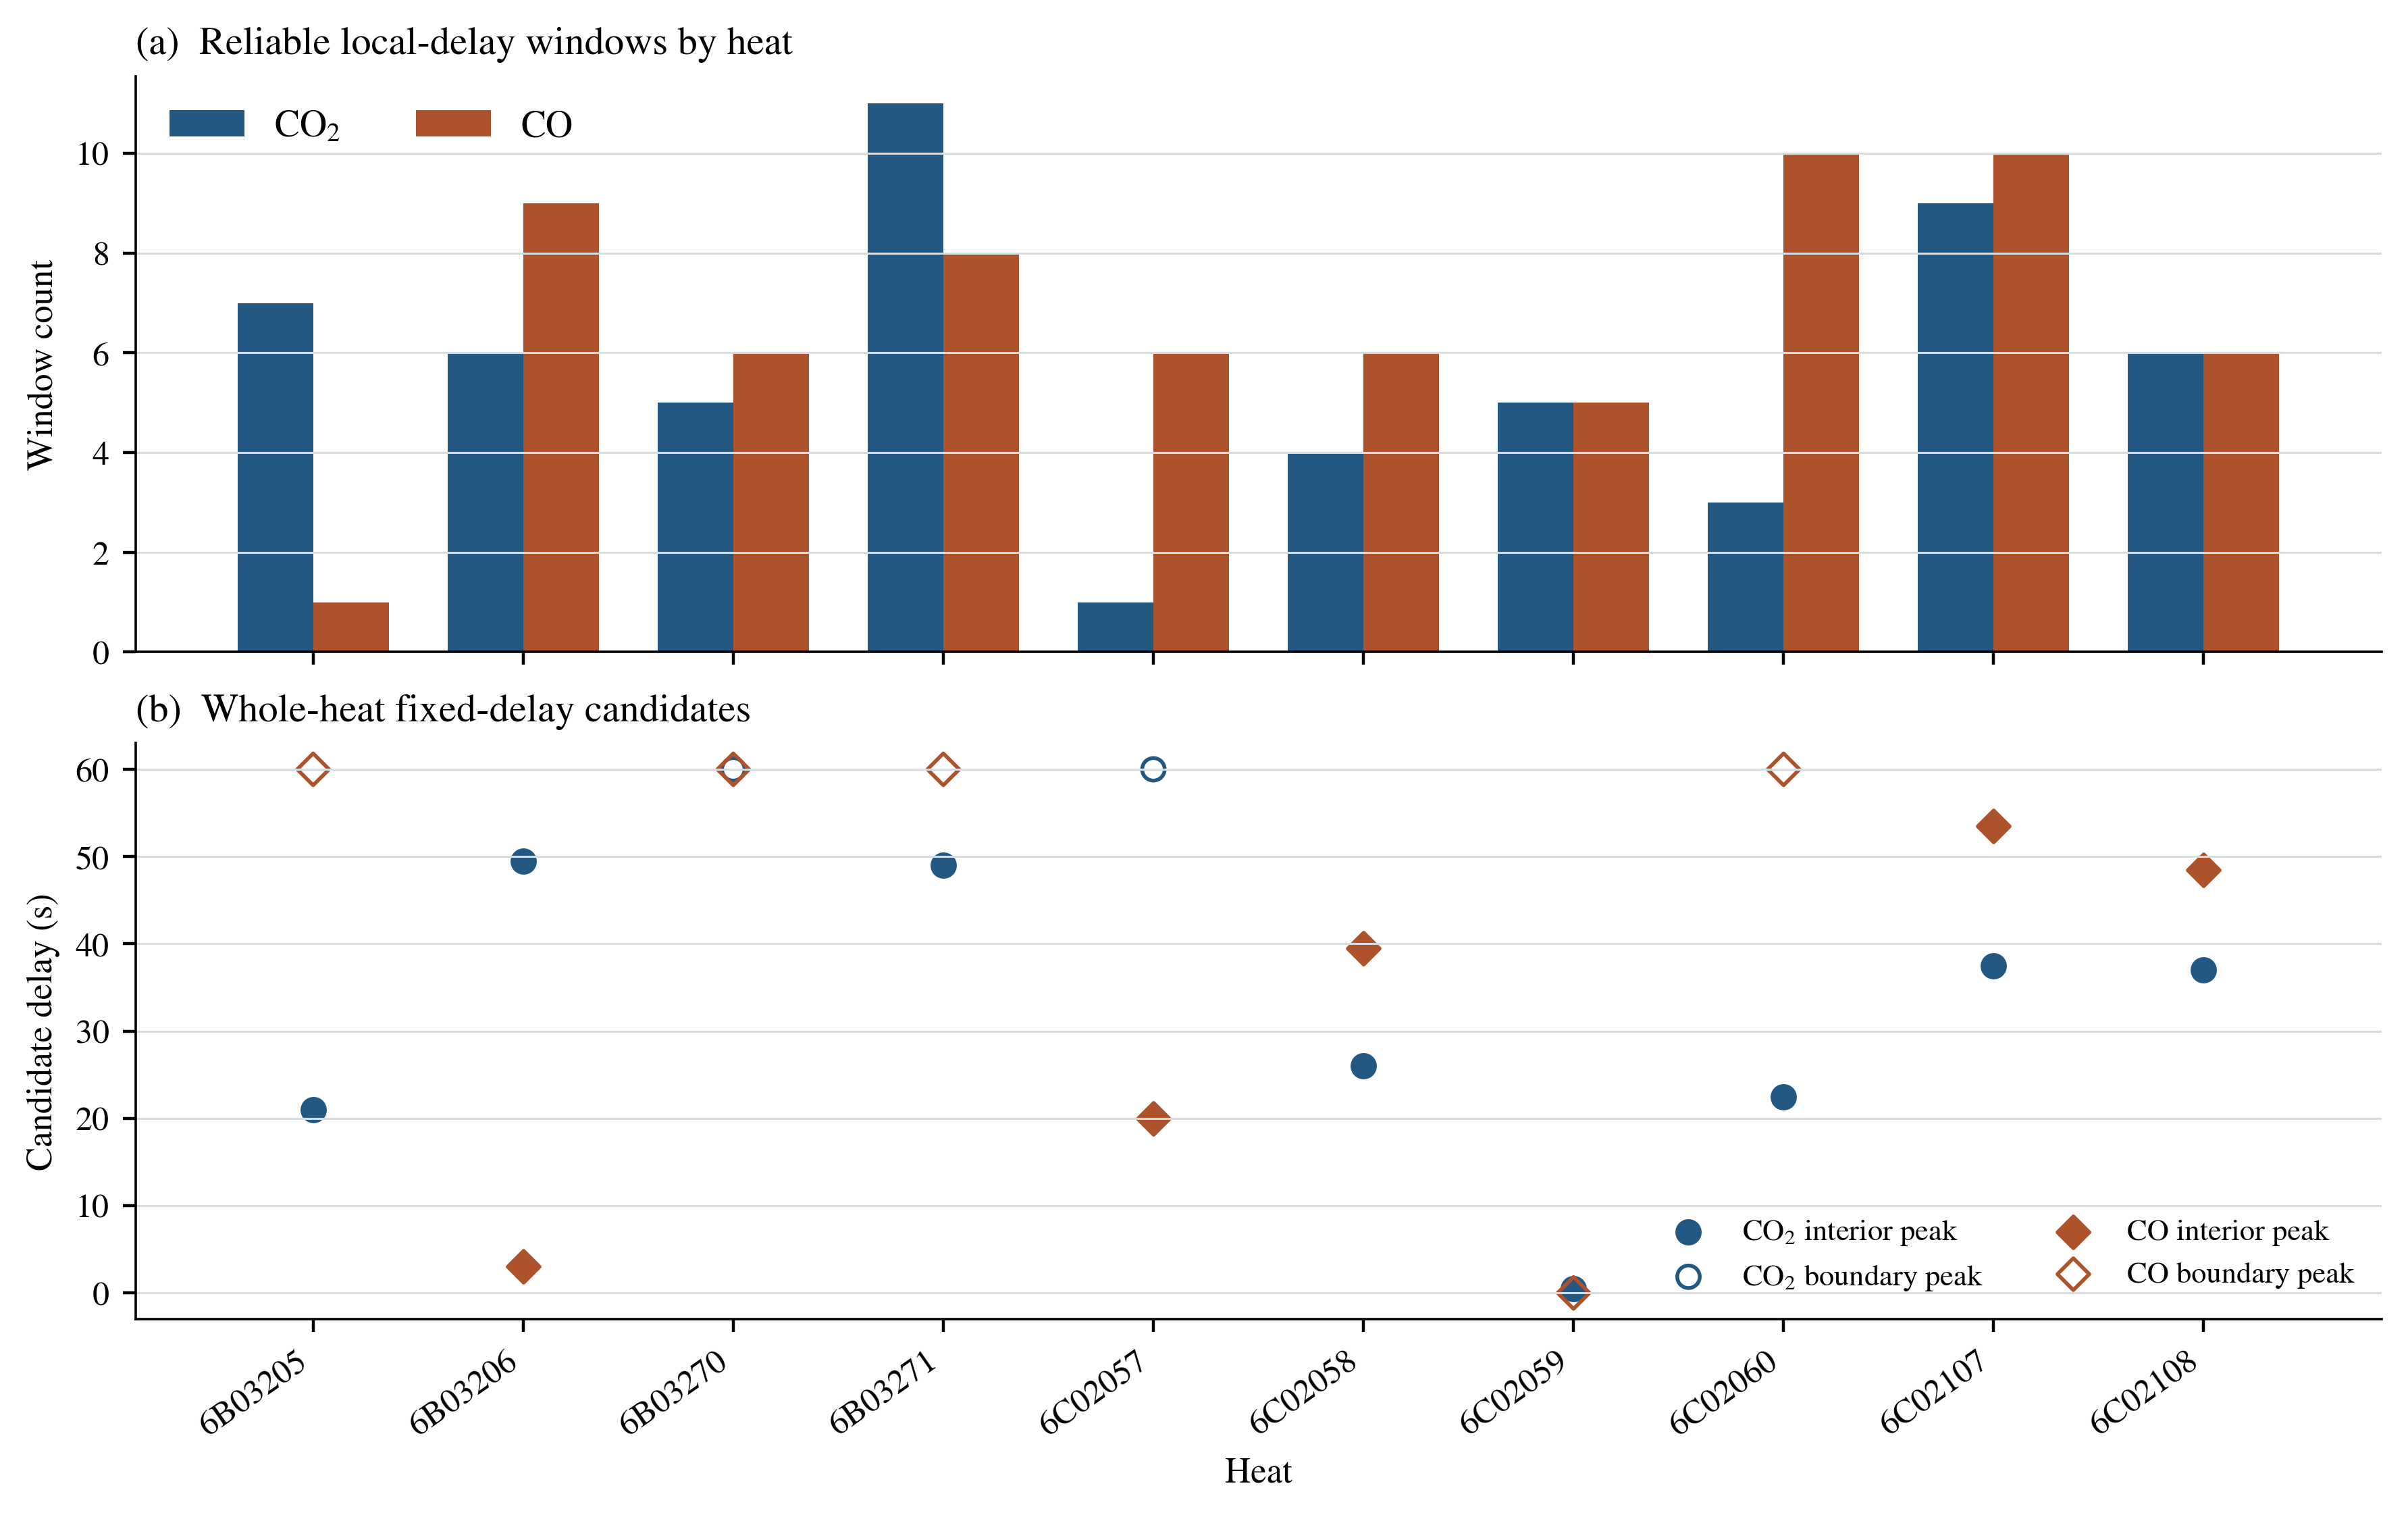 (a) Reliable local-delay windows by heat
CO₂ CO
Window count
10
8
6
4
2
0
(b) Whole-heat fixed-delay candidates
Candidate delay (s)
60
50
40
30
20
10
0
CO₂ interior peak CO interior peak
CO₂ boundary peak CO boundary peak
6B03205 6B03206 6B03270 6B03271 6C02057 6C02058 6C02059 6C02060 6C02107 6C02108
Heat